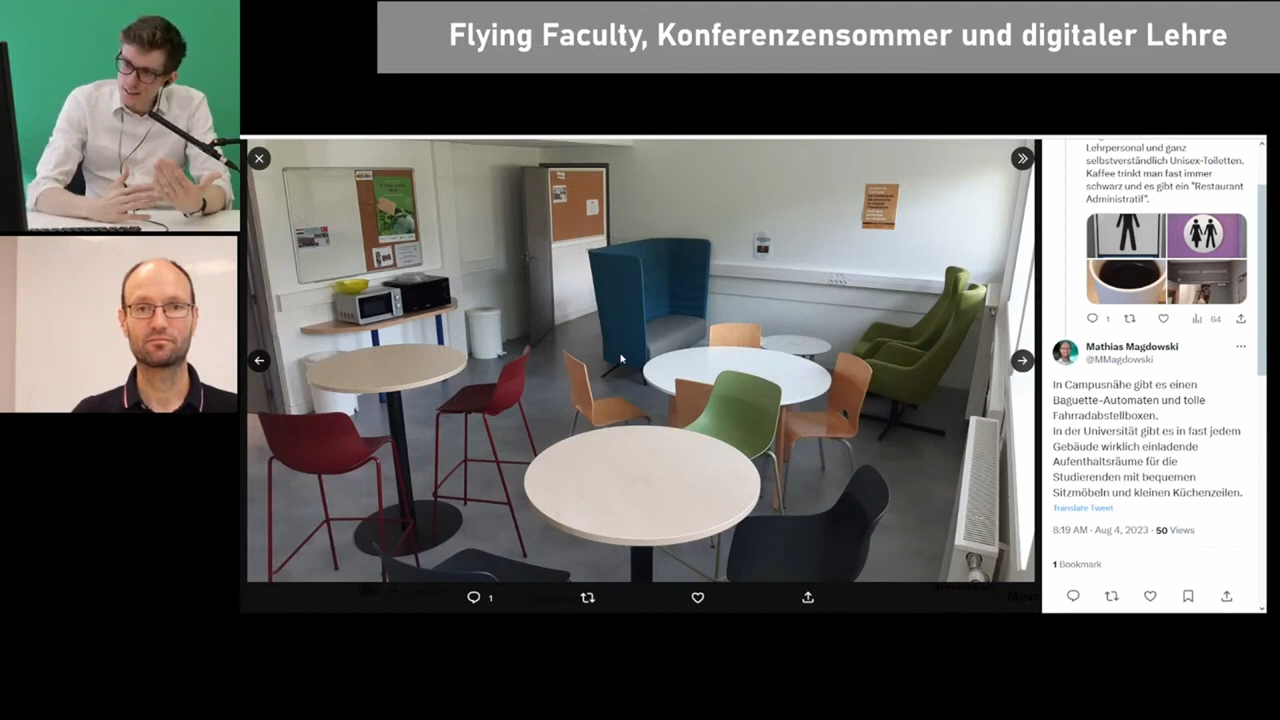 Flying Faculty, Konferenzensommer und digitaler Lehre
Lehrpersonal und ganz
selbstverständlich Unisex-Toiletten.
Kaffee trinkt man fast immer
schwarz und es gibt ein "Restaurant
Administratif".
1
64
Mathias Magdowski
@MMagdowski
In Campusnähe gibt es einen
Baguette-Automaten und tolle
Fahrradabstellboxen.
In der Universität gibt es in fast jedem
Gebäude wirklich einladende
Aufenthaltsräume für die
Studierenden mit bequemen
Sitzmöbeln und kleinen Küchenzeilen.
Translate Tweet
8:19 AM · Aug 4, 2023 · 50 Views
1 Bookmark
1